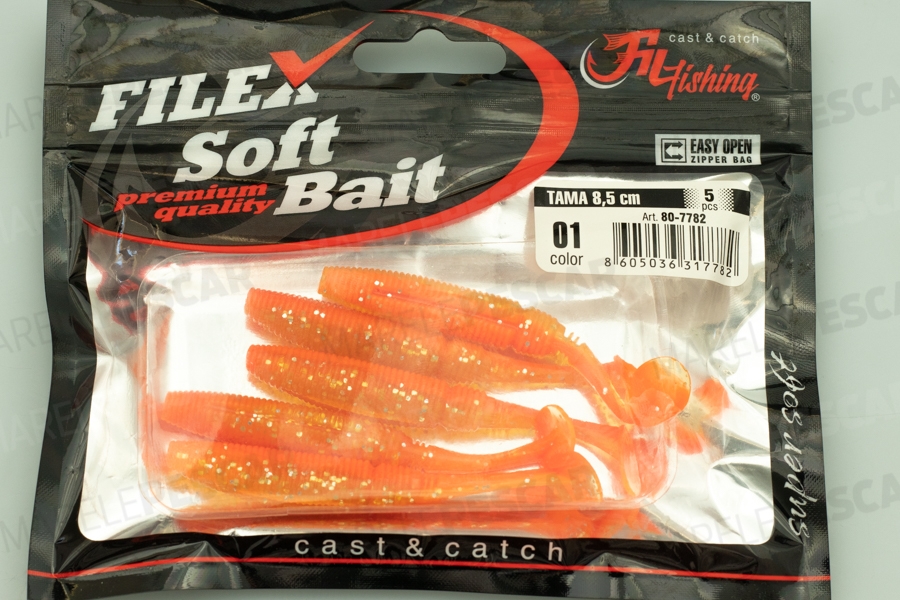 FILEX
Soft
Bait
premium
quality
cast & catch
Fil fishing®
EASY OPEN
ZIPPER BAG
TAMA 8,5 cm
5
pcs
Art. 80-7782
01
color
8 605036 317782
super soft
cast & catch